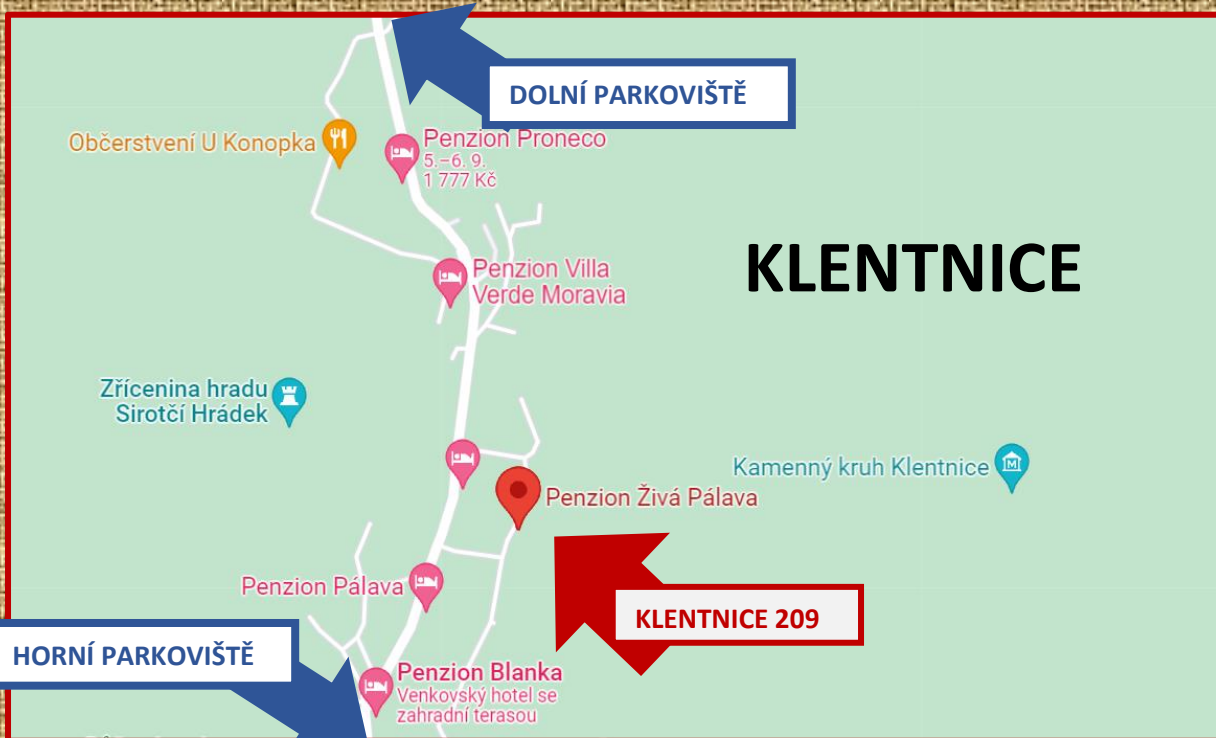 DOLNÍ PARKOVIŠTĚ
Občerstvení U Konopka
Penzion Proneco
5.–6. 9.
1 777 Kč
KLENTNICE
Penzion Villa
Verde Moravia
Zřícenina hradu
Sirotčí Hrádek
Kamenný kruh Klentnice
Penzion Živá Pálava
Penzion Pálava
KLENTNICE 209
HORNÍ PARKOVIŠTĚ
Penzion Blanka
Venkovský hotel se
zahradní terasou